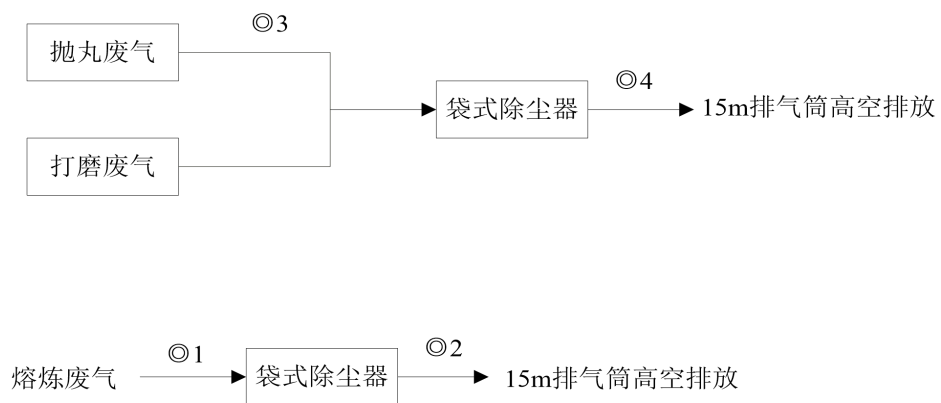 ◎3
抛丸废气
◎4
袋式除尘器
15m排气筒高空排放
打磨废气
◎1
◎2
熔炼废气
袋式除尘器
15m排气筒高空排放